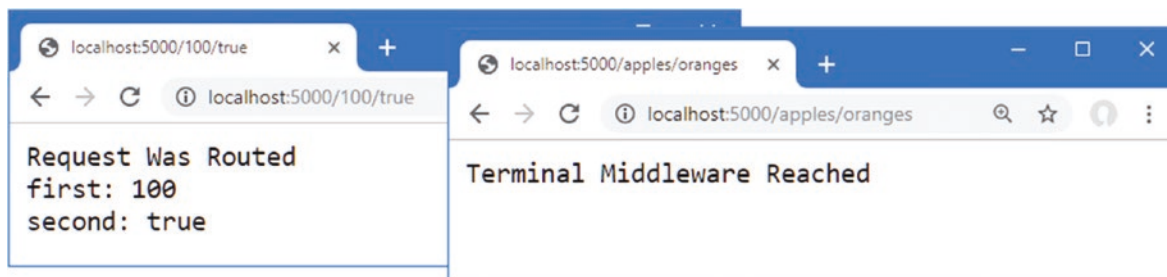 localhost:5000/100/true
localhost:5000/100/true
Request Was Routed
first: 100
second: true
localhost:5000/apples/oranges
localhost:5000/apples/oranges
Terminal Middleware Reached